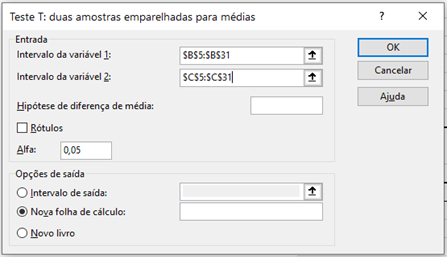 Teste T: duas amostras emparelhadas para médias ? ×
Entrada
Intervalo da variável 1: $B$5:$B$31
Intervalo da variável 2: $C$5:$C$31
Hipótese de diferença de média:
Rótulos
Alfa: 0,05
Opções de saída
Intervalo de saída:
Nova folha de cálculo:
Novo livro
OK
Cancelar
Ajuda